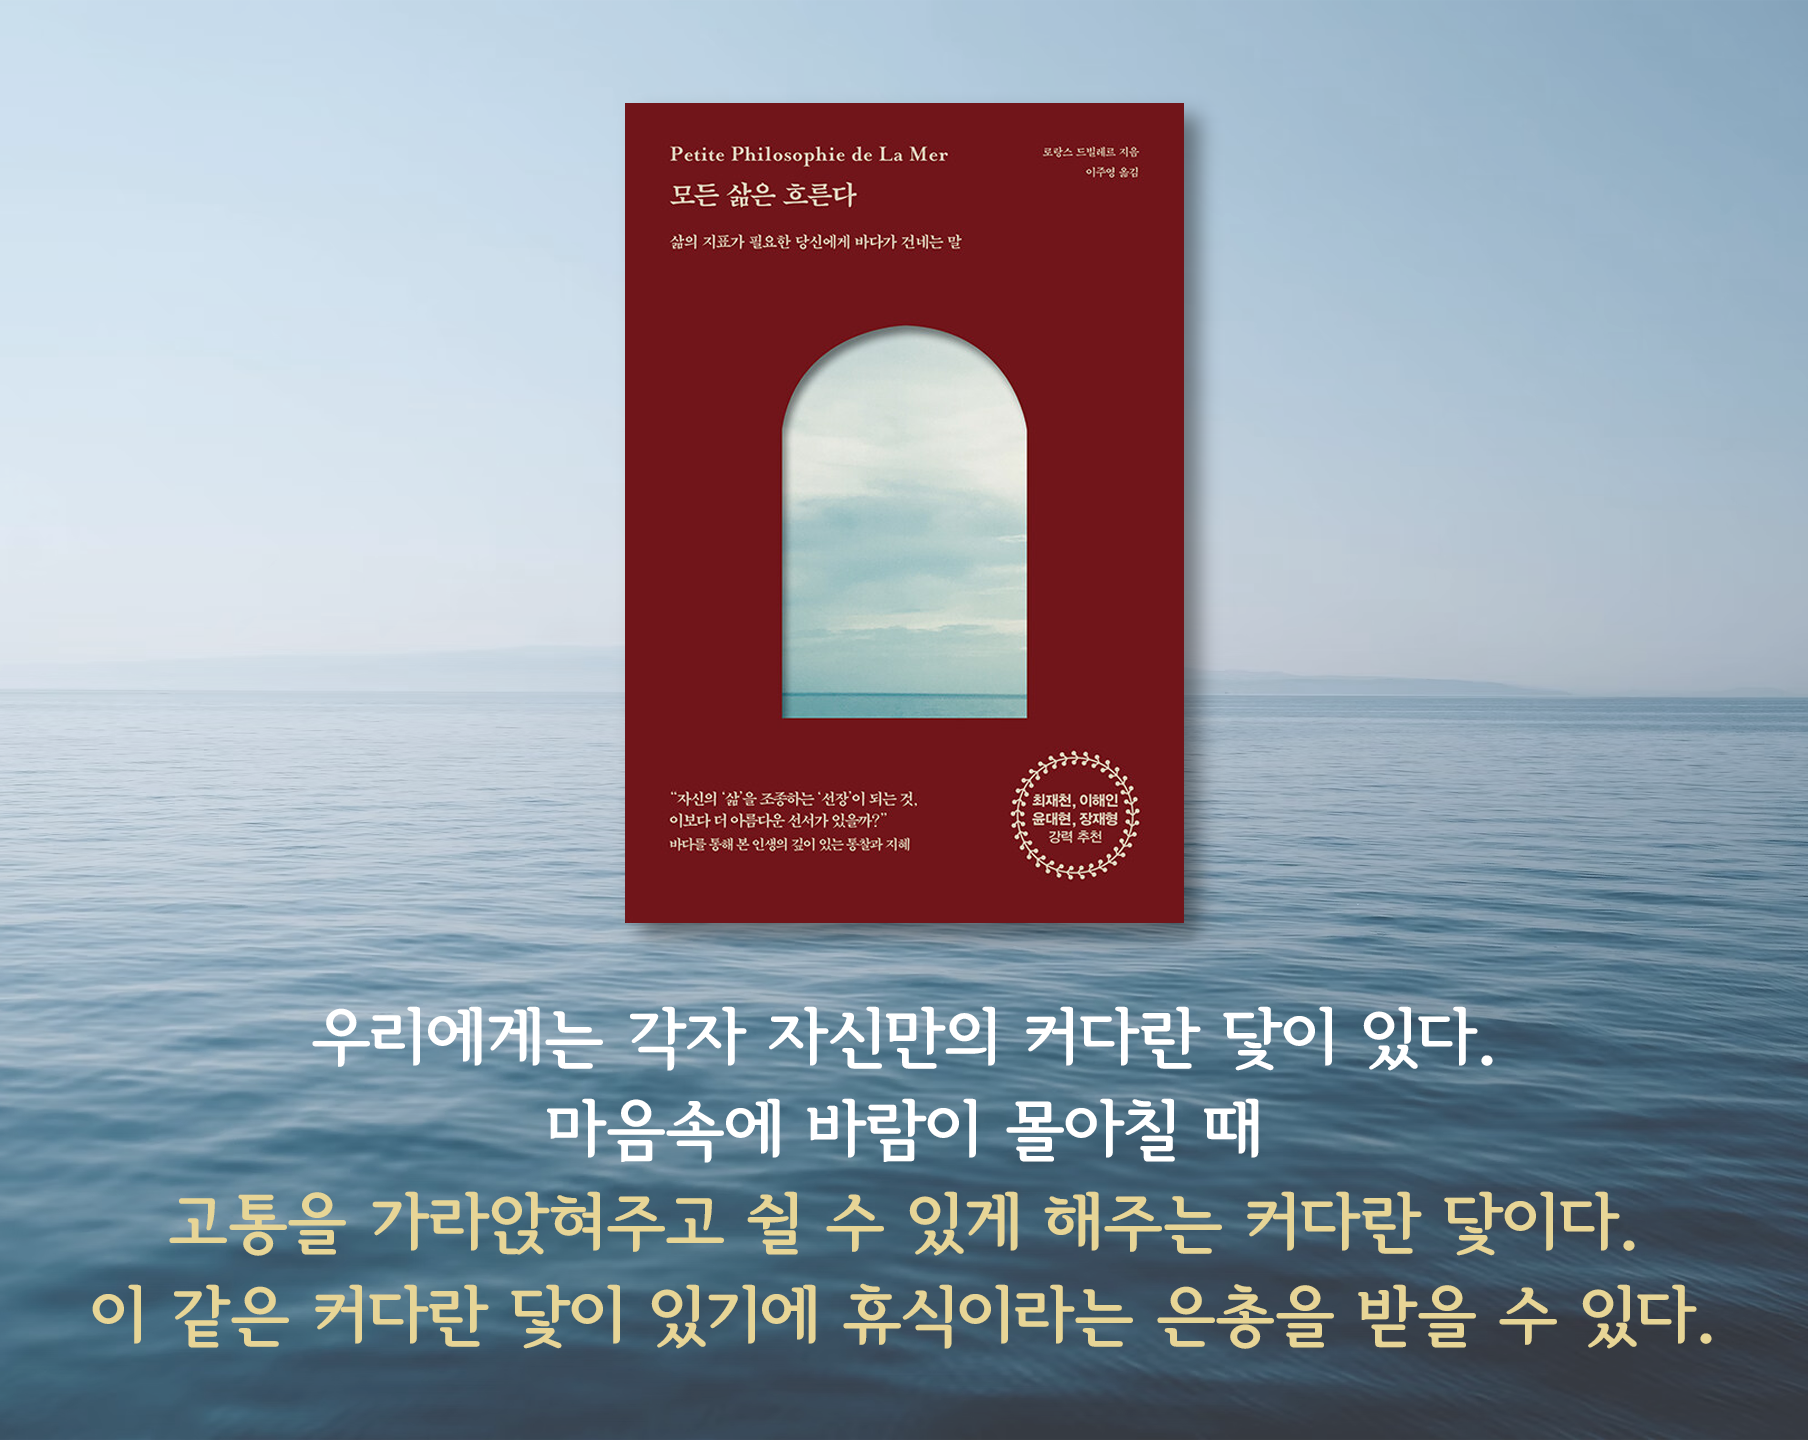 Petite Philosophie de La Mer
모든 삶은 흐른다
삶의 지표가 필요한 당신에게 바다가 건네는 말
로랑스 드빌레르 지음
이주영 옮김
“자신의 ‘삶’을 조종하는 ‘선장’이 되는 것,
이보다 더 아름다운 선서가 있을까?”
바다를 통해 본 인생의 깊이 있는 통찰과 지혜
최재천, 이해인
윤대현, 장재형
강력 추천
우리에게는 각자 자신만의 커다란 닻이 있다.
마음속에 바람이 몰아칠 때
고통을 가라앉혀주고 쉴 수 있게 해주는 커다란 닻이다.
이 같은 커다란 닻이 있기에 휴식이라는 은총을 받을 수 있다.